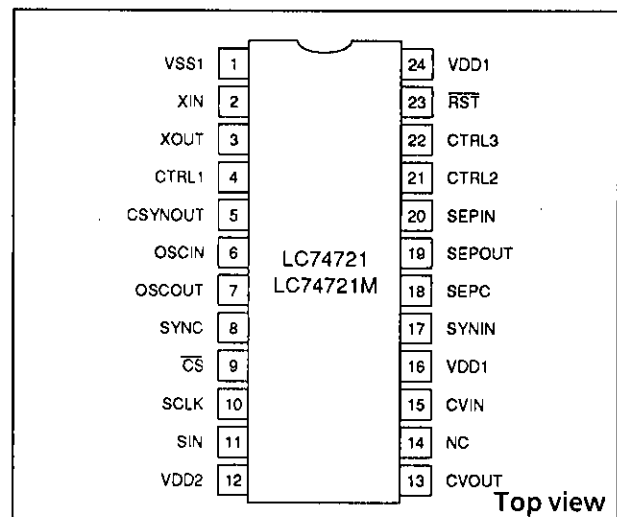 VSS1 1 24 VDD1
XIN 2 23 R̅S̅T̅
XOUT 3 22 CTRL3
CTRL1 4 21 CTRL2
CSYNOUT 5 20 SEPIN
OSCIN 6 19 SEPOUT
LC74721
OSCOUT 7 LC74721M 18 SEPC
SYNC 8 17 SYNIN
C̅S̅ 9 16 VDD1
SCLK 10 15 CVIN
SIN 11 14 NC
VDD2 12 13 CVOUT
Top view